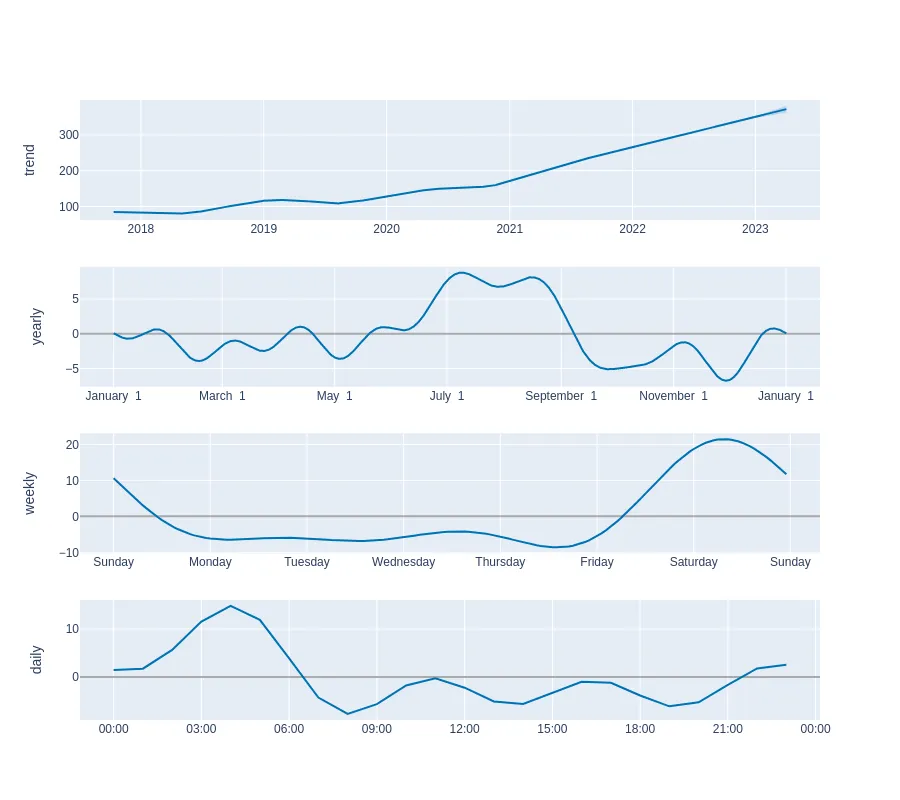 trend
300
200
100
2018 2019 2020 2021 2022 2023
yearly
5
0
−5
January 1 March 1 May 1 July 1 September 1 November 1 January 1
weekly
20
10
0
−10
Sunday Monday Tuesday Wednesday Thursday Friday Saturday Sunday
daily
10
0
00:00 03:00 06:00 09:00 12:00 15:00 18:00 21:00 00:00